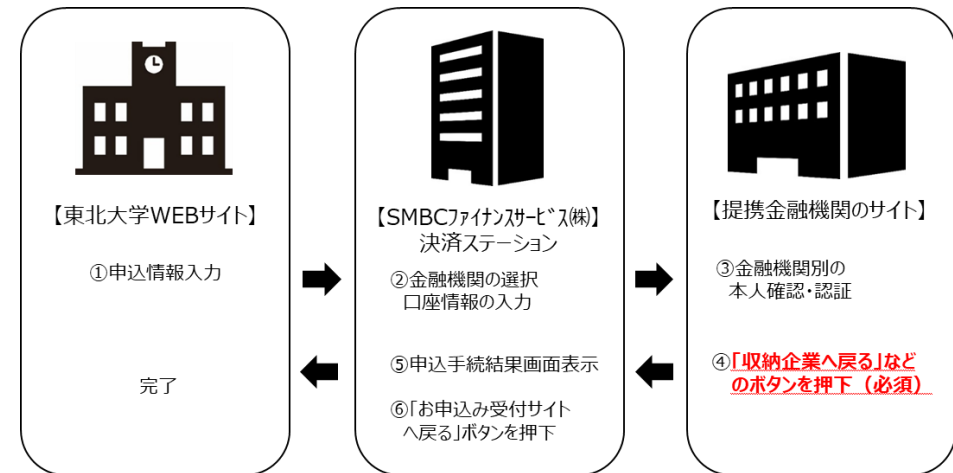 【東北大学WEBサイト】
①申込情報入力
完了
【SMBCﾌｧｲﾅﾝｽｻｰﾋﾞｽ㈱】
決済ステーション
②金融機関の選択
口座情報の入力
⑤申込手続結果画面表示
⑥「お申込み受付サイト
へ戻る」ボタンを押下
【提携金融機関のサイト】
③金融機関別の
本人確認・認証
④「収納企業へ戻る」など
のボタンを押下（必須）